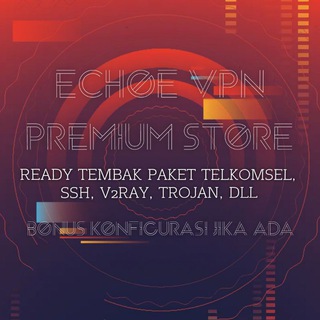 ECHOE VPN
PREMIUM STORE
READY TEMBAK PAKET TELKOMSEL,
SSH, V2RAY, TROJAN, DLL
BONUS KONFIGURASI JIKA ADA